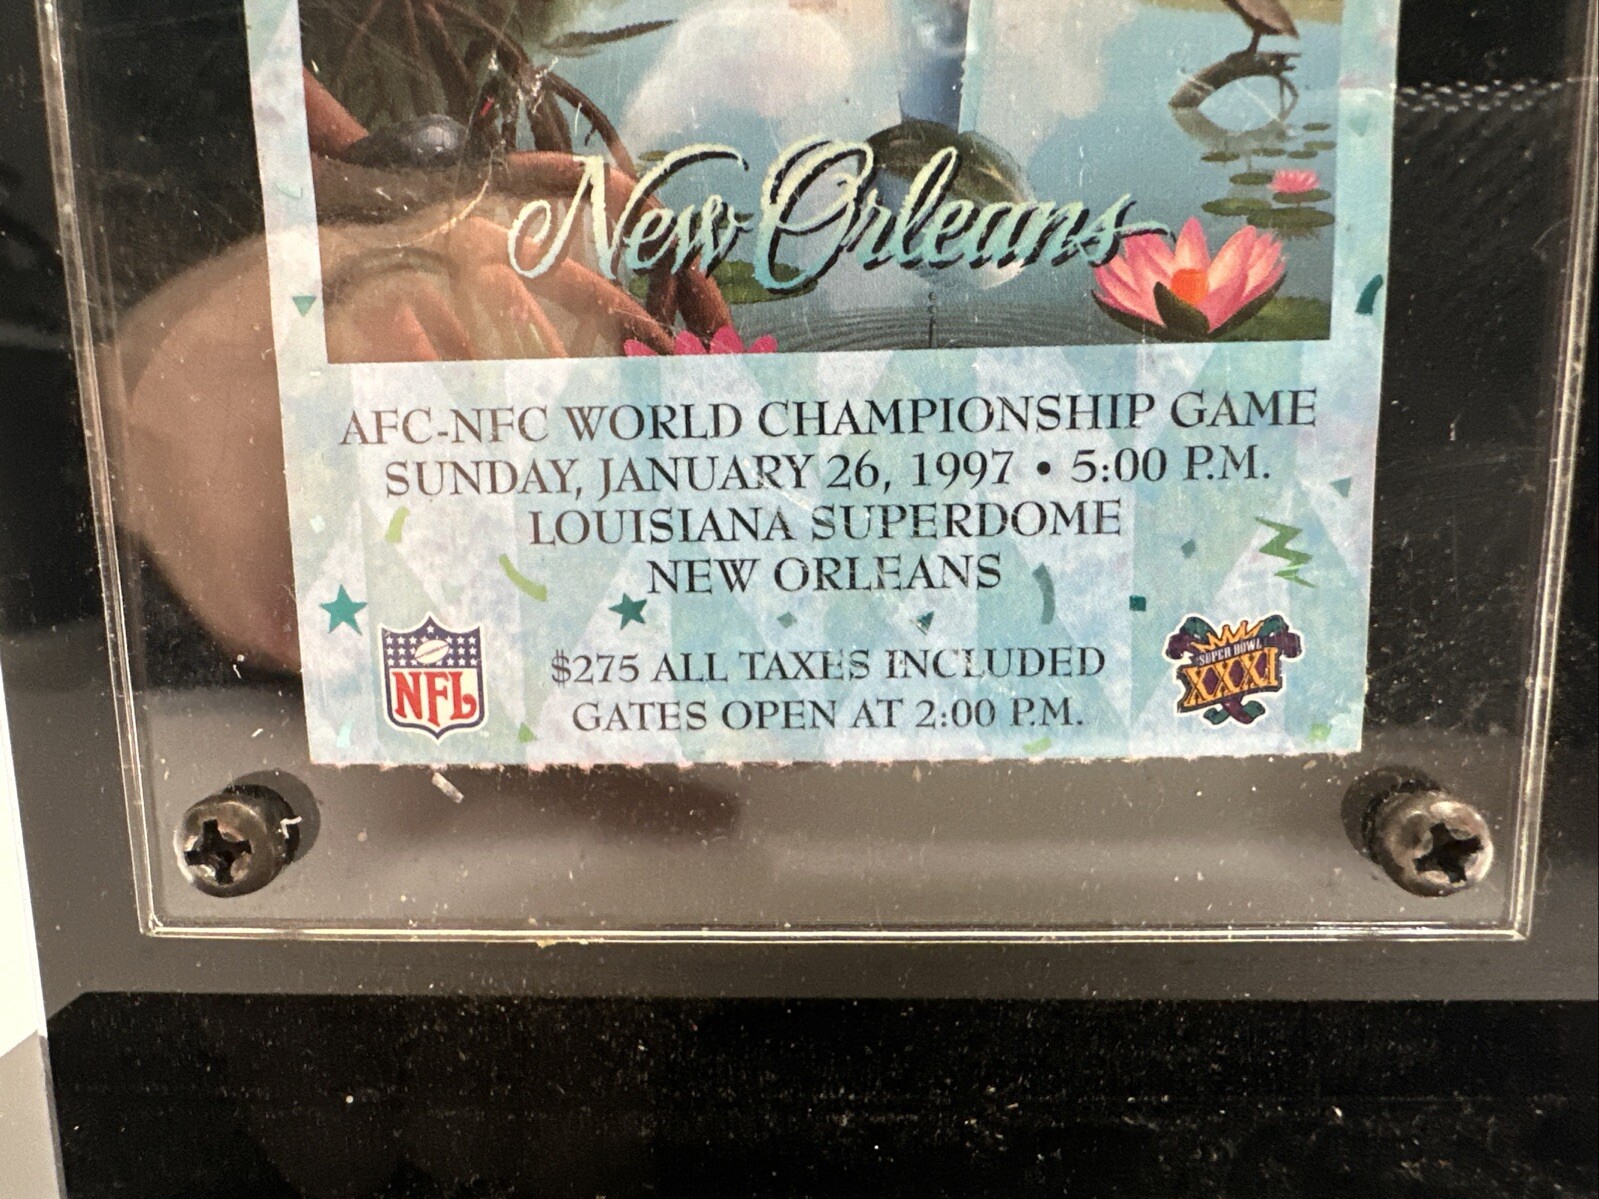 New Orleans
AFC-NFC WORLD CHAMPIONSHIP GAME
SUNDAY, JANUARY 26, 1997 • 5:00 P.M.
LOUISIANA SUPERDOME
NEW ORLEANS
$275 ALL TAXES INCLUDED
GATES OPEN AT 2:00 P.M.
NFL
SUPER BOWL
XXXI